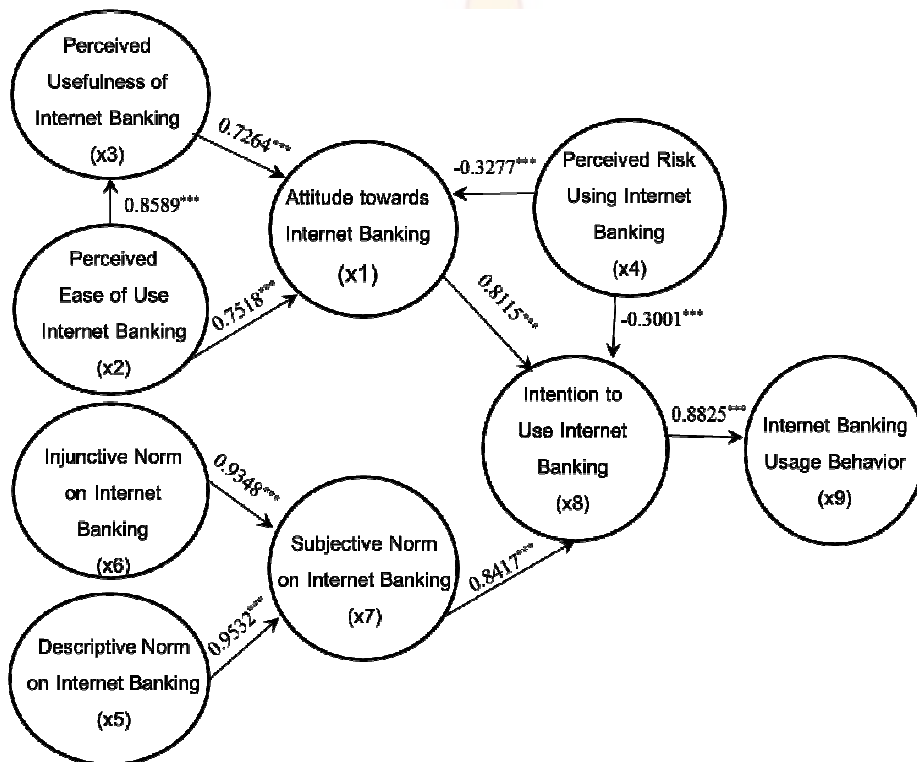 Perceived
Usefulness of
Internet Banking
(x3)
0.7264***
0.8589***
Perceived
Ease of Use
Internet Banking
(x2)
0.7518***
Attitude towards
Internet Banking
(x1)
-0.3277***
Perceived Risk
Using Internet
Banking
(x4)
0.8115***
-0.3001***
Injunctive Norm
on Internet
Banking
(x6)
0.9348***
Descriptive Norm
on Internet Banking
(x5)
0.9532***
Subjective Norm
on Internet Banking
(x7)
0.8417***
Intention to
Use Internet
Banking
(x8)
0.8825***
Internet Banking
Usage Behavior
(x9)